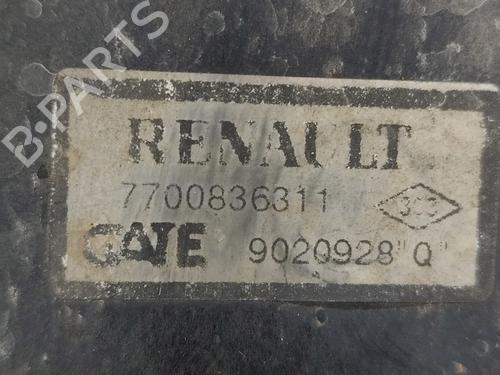 B-PARTS
RENAULT
7700836311
GATE 9020928"Q"